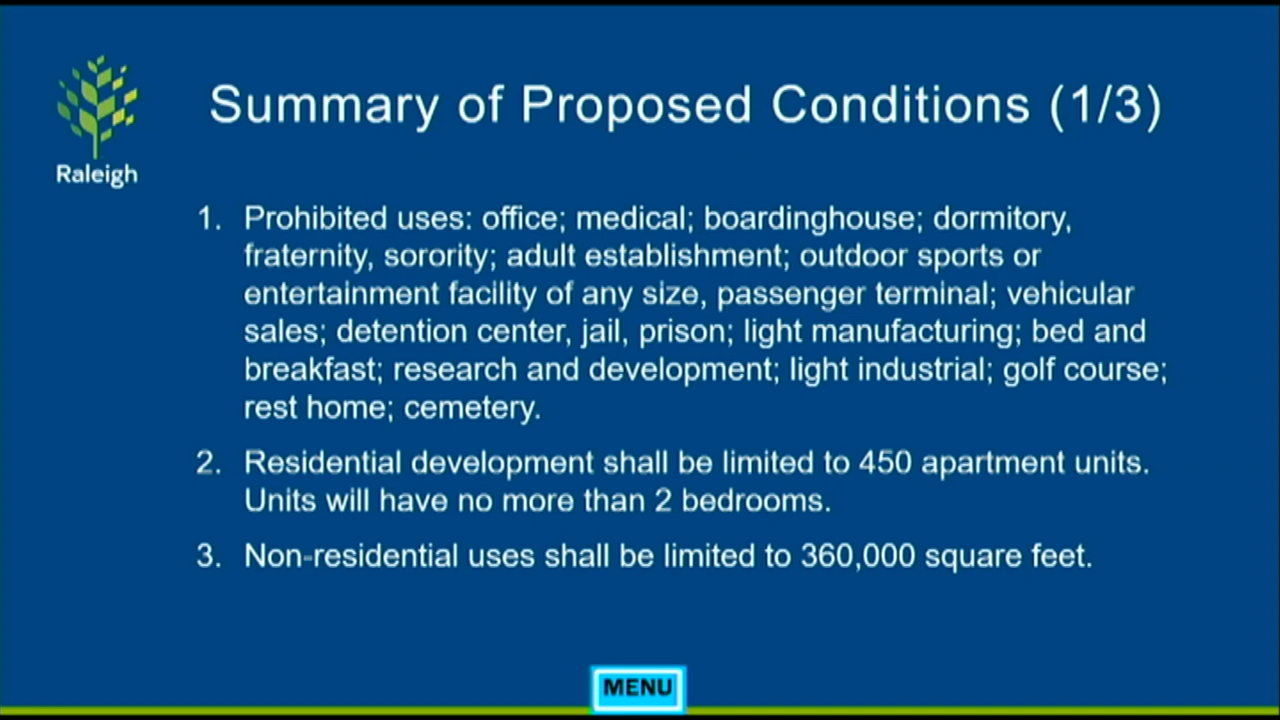 Summary of Proposed Conditions (1/3)
Raleigh
1. Prohibited uses: office; medical; boardinghouse; dormitory,
fraternity, sorority; adult establishment; outdoor sports or
entertainment facility of any size, passenger terminal; vehicular
sales; detention center, jail, prison; light manufacturing; bed and
breakfast; research and development; light industrial; golf course;
rest home; cemetery.
2. Residential development shall be limited to 450 apartment units.
Units will have no more than 2 bedrooms.
3. Non-residential uses shall be limited to 360,000 square feet.
MENU